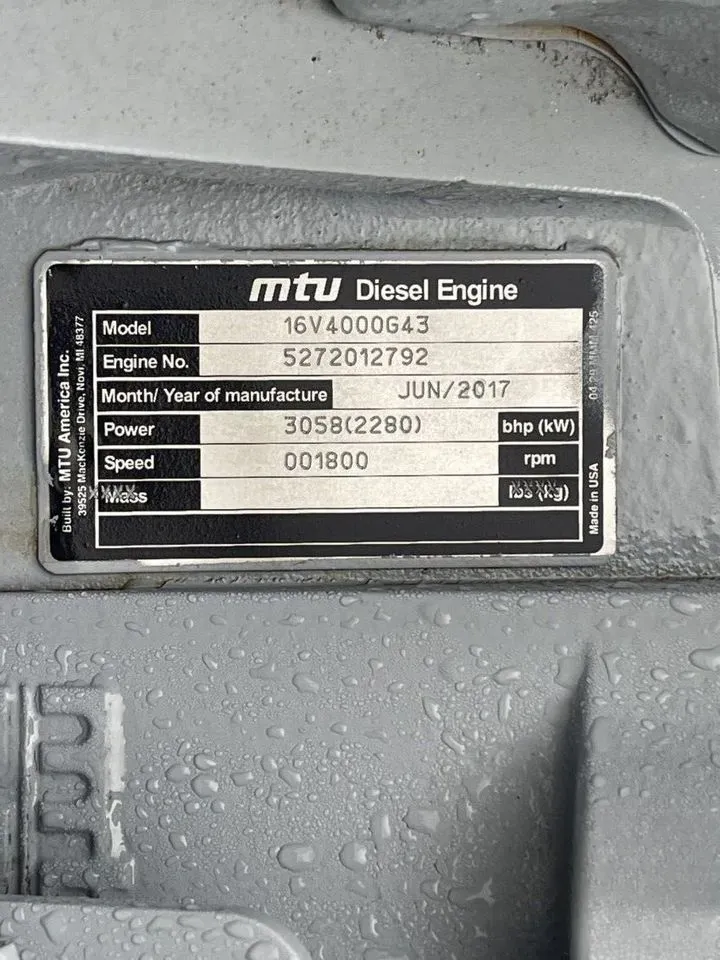 mtu Diesel Engine
Model 16V4000G43
Engine No. 5272012792
Month/ Year of manufacture JUN/2017
Power 3058(2280) bhp (kW)
Speed 001800 rpm
Mass lbs (kg)
Built by: MTU America Inc.
39525 MacKenzie Drive, Novi, MI 48377
Made in USA